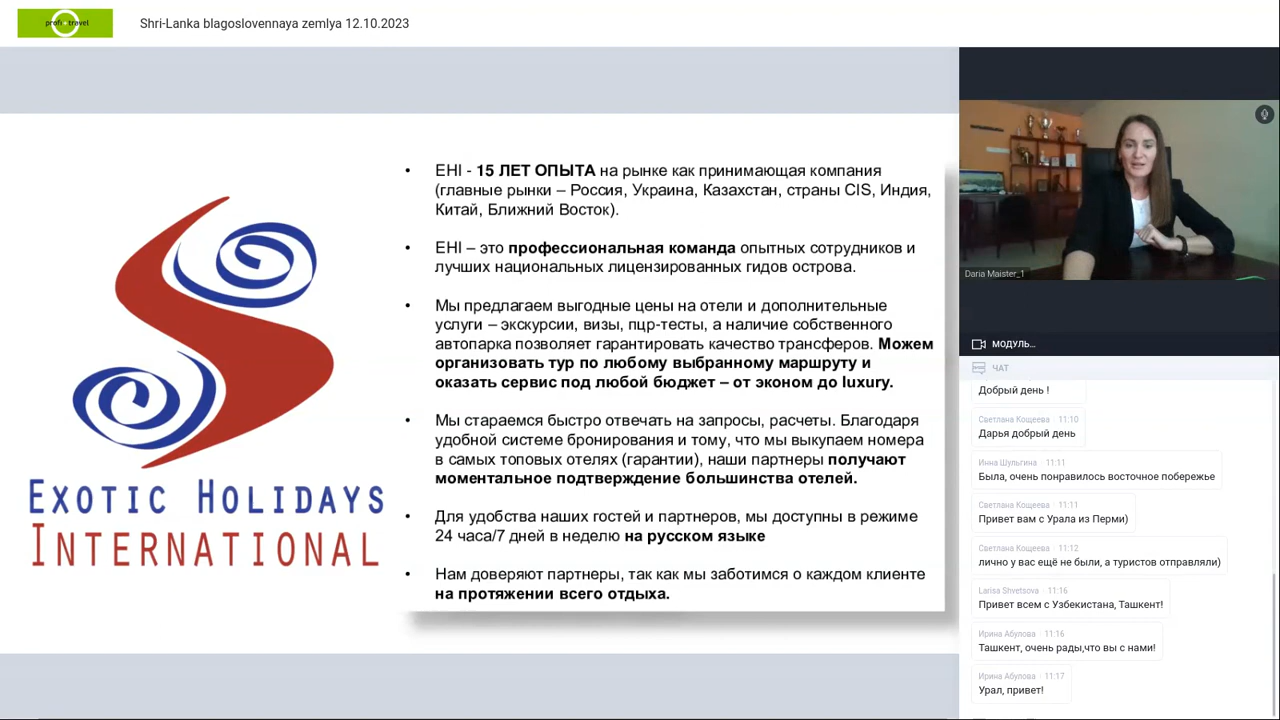 profi travel
Shri-Lanka blagoslovennaya zemlya 12.10.2023
EXOTIC HOLIDAYS
INTERNATIONAL
• EHI - 15 ЛЕТ ОПЫТА на рынке как принимающая компания
(главные рынки – Россия, Украина, Казахстан, страны CIS, Индия,
Китай, Ближний Восток).
• EHI – это профессиональная команда опытных сотрудников и
лучших национальных лицензированных гидов острова.
• Мы предлагаем выгодные цены на отели и дополнительные
услуги – экскурсии, визы, пцр-тесты, а наличие собственного
автопарка позволяет гарантировать качество трансферов. Можем
организовать тур по любому выбранному маршруту и
оказать сервис под любой бюджет – от эконом до luxury.
• Мы стараемся быстро отвечать на запросы, расчеты. Благодаря
удобной системе бронирования и тому, что мы выкупаем номера
в самых топовых отелях (гарантии), наши партнеры получают
моментальное подтверждение большинства отелей.
• Для удобства наших гостей и партнеров, мы доступны в режиме
24 часа/7 дней в неделю на русском языке
• Нам доверяют партнеры, так как мы заботимся о каждом клиенте
на протяжении всего отдыха.
Daria Maister_1
МОДУЛЬ...
ЧАТ
Добрый день !
Светлана Кощеева · 11:10
Дарья добрый день
Инна Шульгина · 11:11
Была, очень понравилось восточное побережье
Светлана Кощеева · 11:11
Привет вам с Урала из Перми)
Светлана Кощеева · 11:12
лично у вас ещё не были, а туристов отправляли)
Larisa Shvetsova · 11:16
Привет всем с Узбекистана, Ташкент!
Ирина Абулова · 11:16
Ташкент, очень рады,что вы с нами!
Ирина Абулова · 11:17
Урал, привет!